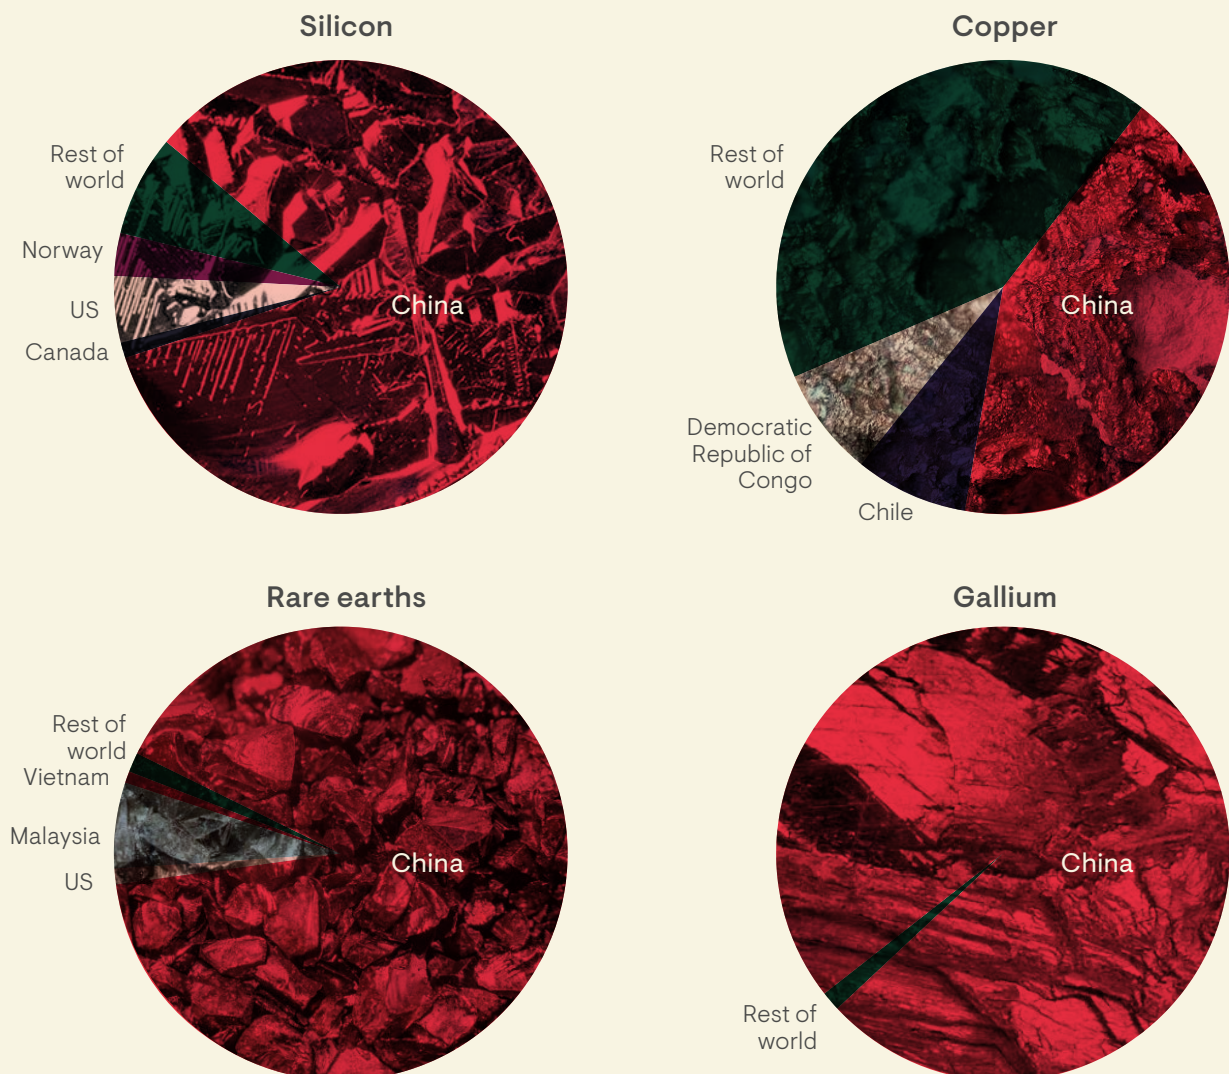 Silicon
Rest of
world
Norway
US
Canada
China
Copper
Rest of
world
China
Democratic
Republic of
Congo
Chile
Rare earths
Rest of
world
Vietnam
Malaysia
US
China
Gallium
China
Rest of
world